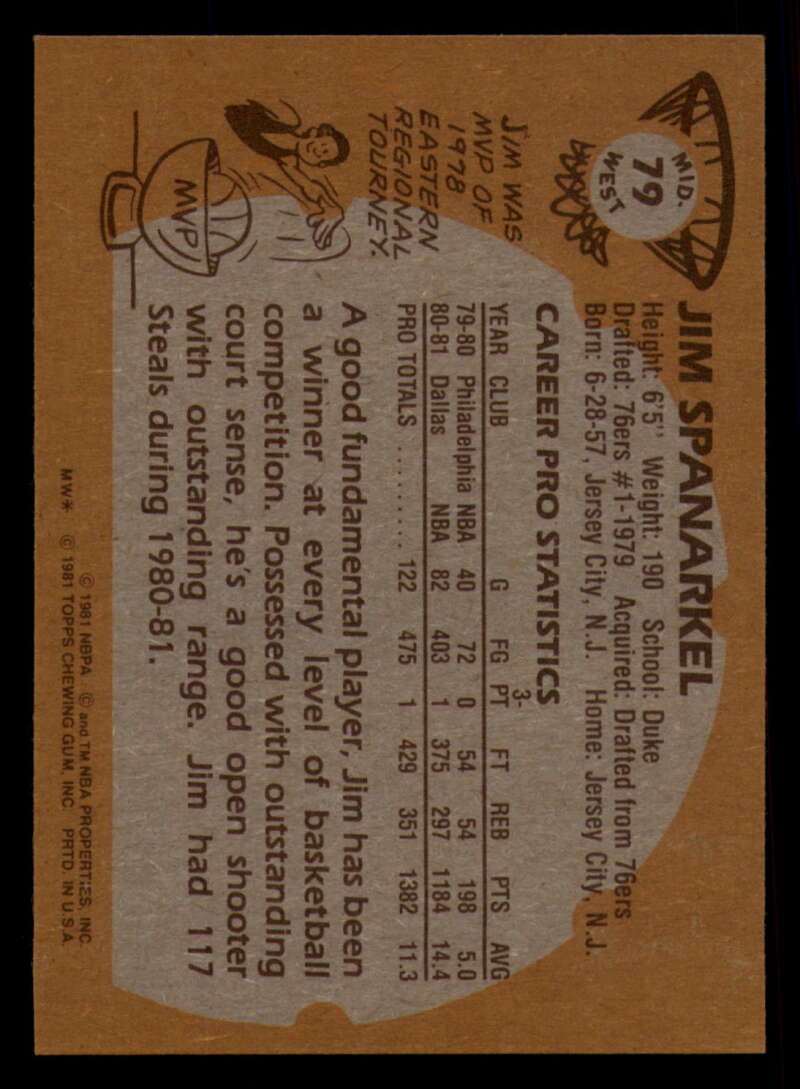 MID.
79
WEST
JIM SPANARKEL
Height: 6'5" Weight: 190 School: Duke
Drafted: 76ers #1-1979 Acquired: Drafted from 76ers
Born: 6-28-57, Jersey City, N.J. Home: Jersey City, N.J.
JIM WAS
MVP OF
1978
EASTERN
REGIONAL
TOURNEY.
MVP
CAREER PRO STATISTICS
3-
YEAR CLUB G FG PT FT REB PTS AVG
79-80 Philadelphia NBA 40 72 0 54 54 198 5.0
80-81 Dallas NBA 82 403 1 375 297 1184 14.4
PRO TOTALS .......... 122 475 1 429 351 1382 11.3
A good fundamental player, Jim has been
a winner at every level of basketball
competition. Possessed with outstanding
court sense, he's a good open shooter
with outstanding range. Jim had 117
Steals during 1980-81.
© 1981 NBPA © and TM NBA PROPERTIES, INC.
MW* © 1981 TOPPS CHEWING GUM, INC. PRTD. IN U.S.A.